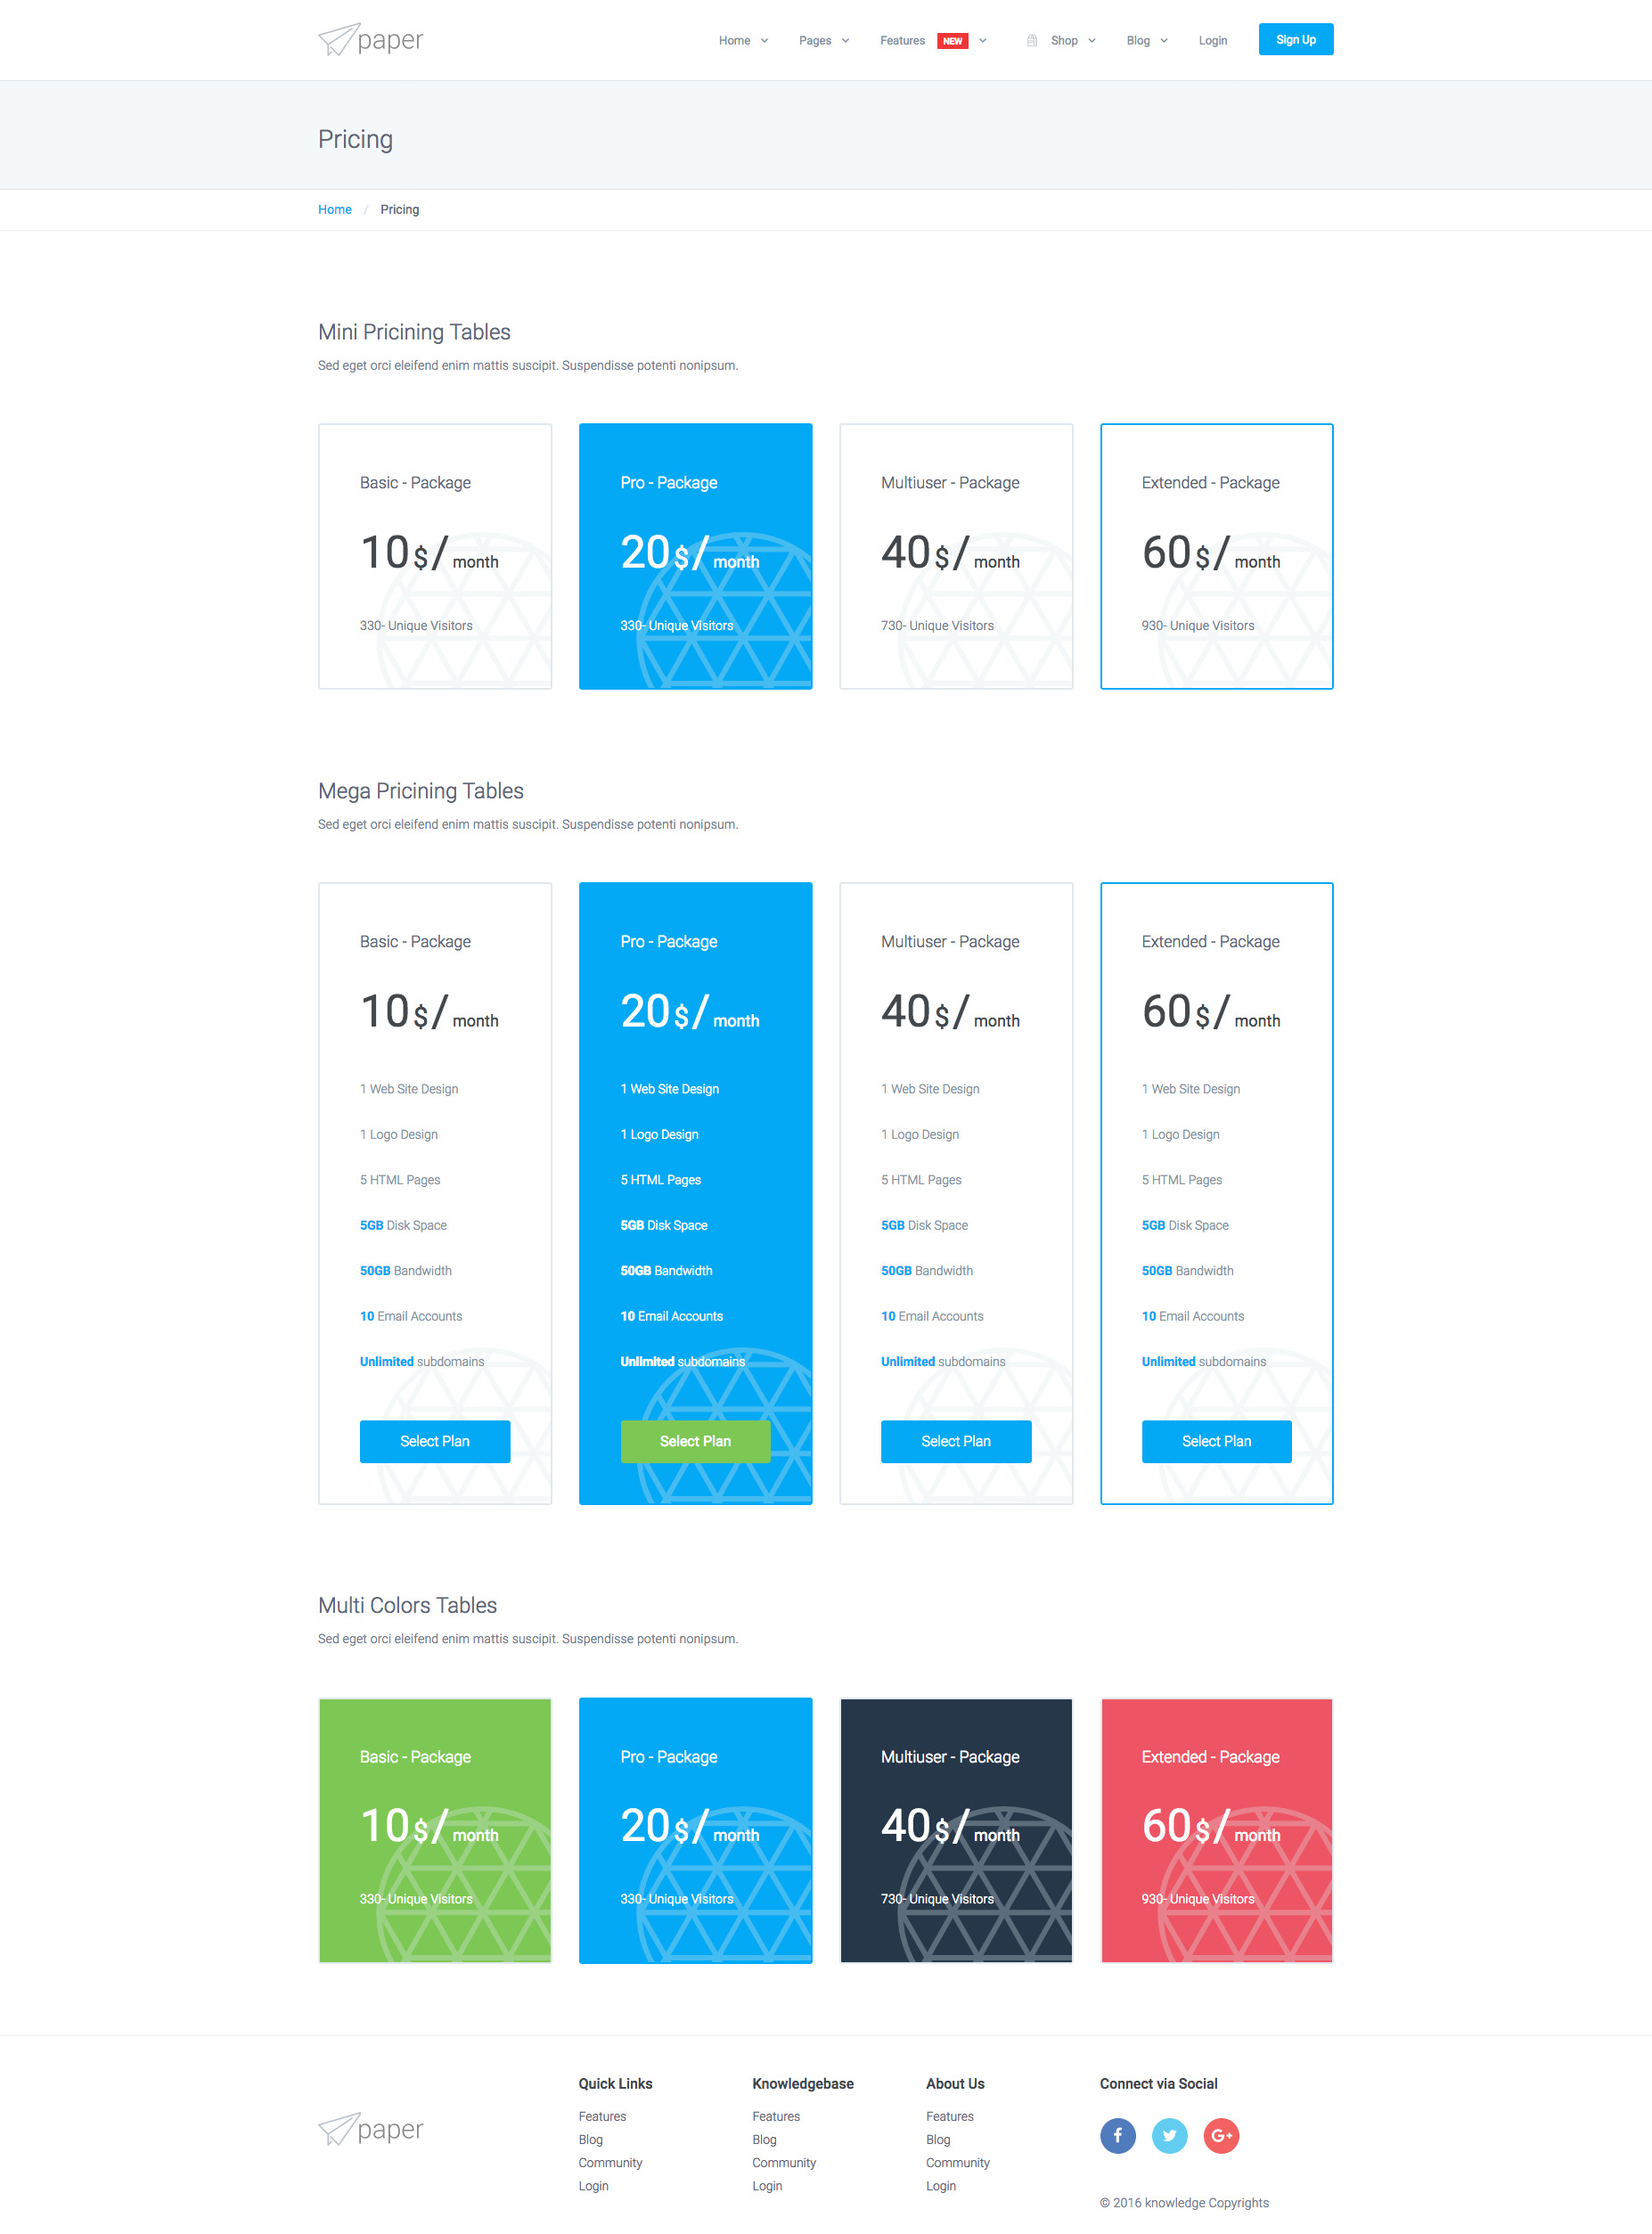 paper
Home Pages Features NEW Shop Blog Login Sign Up
Pricing
Home / Pricing
Mini Pricining Tables
Sed eget orci eleifend enim mattis suscipit. Suspendisse potenti nonipsum.
Basic - Package
10$/month
330- Unique Visitors
Pro - Package
20$/month
330- Unique Visitors
Multiuser - Package
40$/month
730- Unique Visitors
Extended - Package
60$/month
930- Unique Visitors
Mega Pricining Tables
Sed eget orci eleifend enim mattis suscipit. Suspendisse potenti nonipsum.
Basic - Package
10$/month
1 Web Site Design
1 Logo Design
5 HTML Pages
5GB Disk Space
50GB Bandwidth
10 Email Accounts
Unlimited subdomains
Select Plan
Pro - Package
20$/month
1 Web Site Design
1 Logo Design
5 HTML Pages
5GB Disk Space
50GB Bandwidth
10 Email Accounts
Unlimited subdomains
Select Plan
Multiuser - Package
40$/month
1 Web Site Design
1 Logo Design
5 HTML Pages
5GB Disk Space
50GB Bandwidth
10 Email Accounts
Unlimited subdomains
Select Plan
Extended - Package
60$/month
1 Web Site Design
1 Logo Design
5 HTML Pages
5GB Disk Space
50GB Bandwidth
10 Email Accounts
Unlimited subdomains
Select Plan
Multi Colors Tables
Sed eget orci eleifend enim mattis suscipit. Suspendisse potenti nonipsum.
Basic - Package
10$/month
330- Unique Visitors
Pro - Package
20$/month
330- Unique Visitors
Multiuser - Package
40$/month
730- Unique Visitors
Extended - Package
60$/month
930- Unique Visitors
paper
Quick Links
Features
Blog
Community
Login
Knowledgebase
Features
Blog
Community
Login
About Us
Features
Blog
Community
Login
Connect via Social
f G+
© 2016 knowledge Copyrights